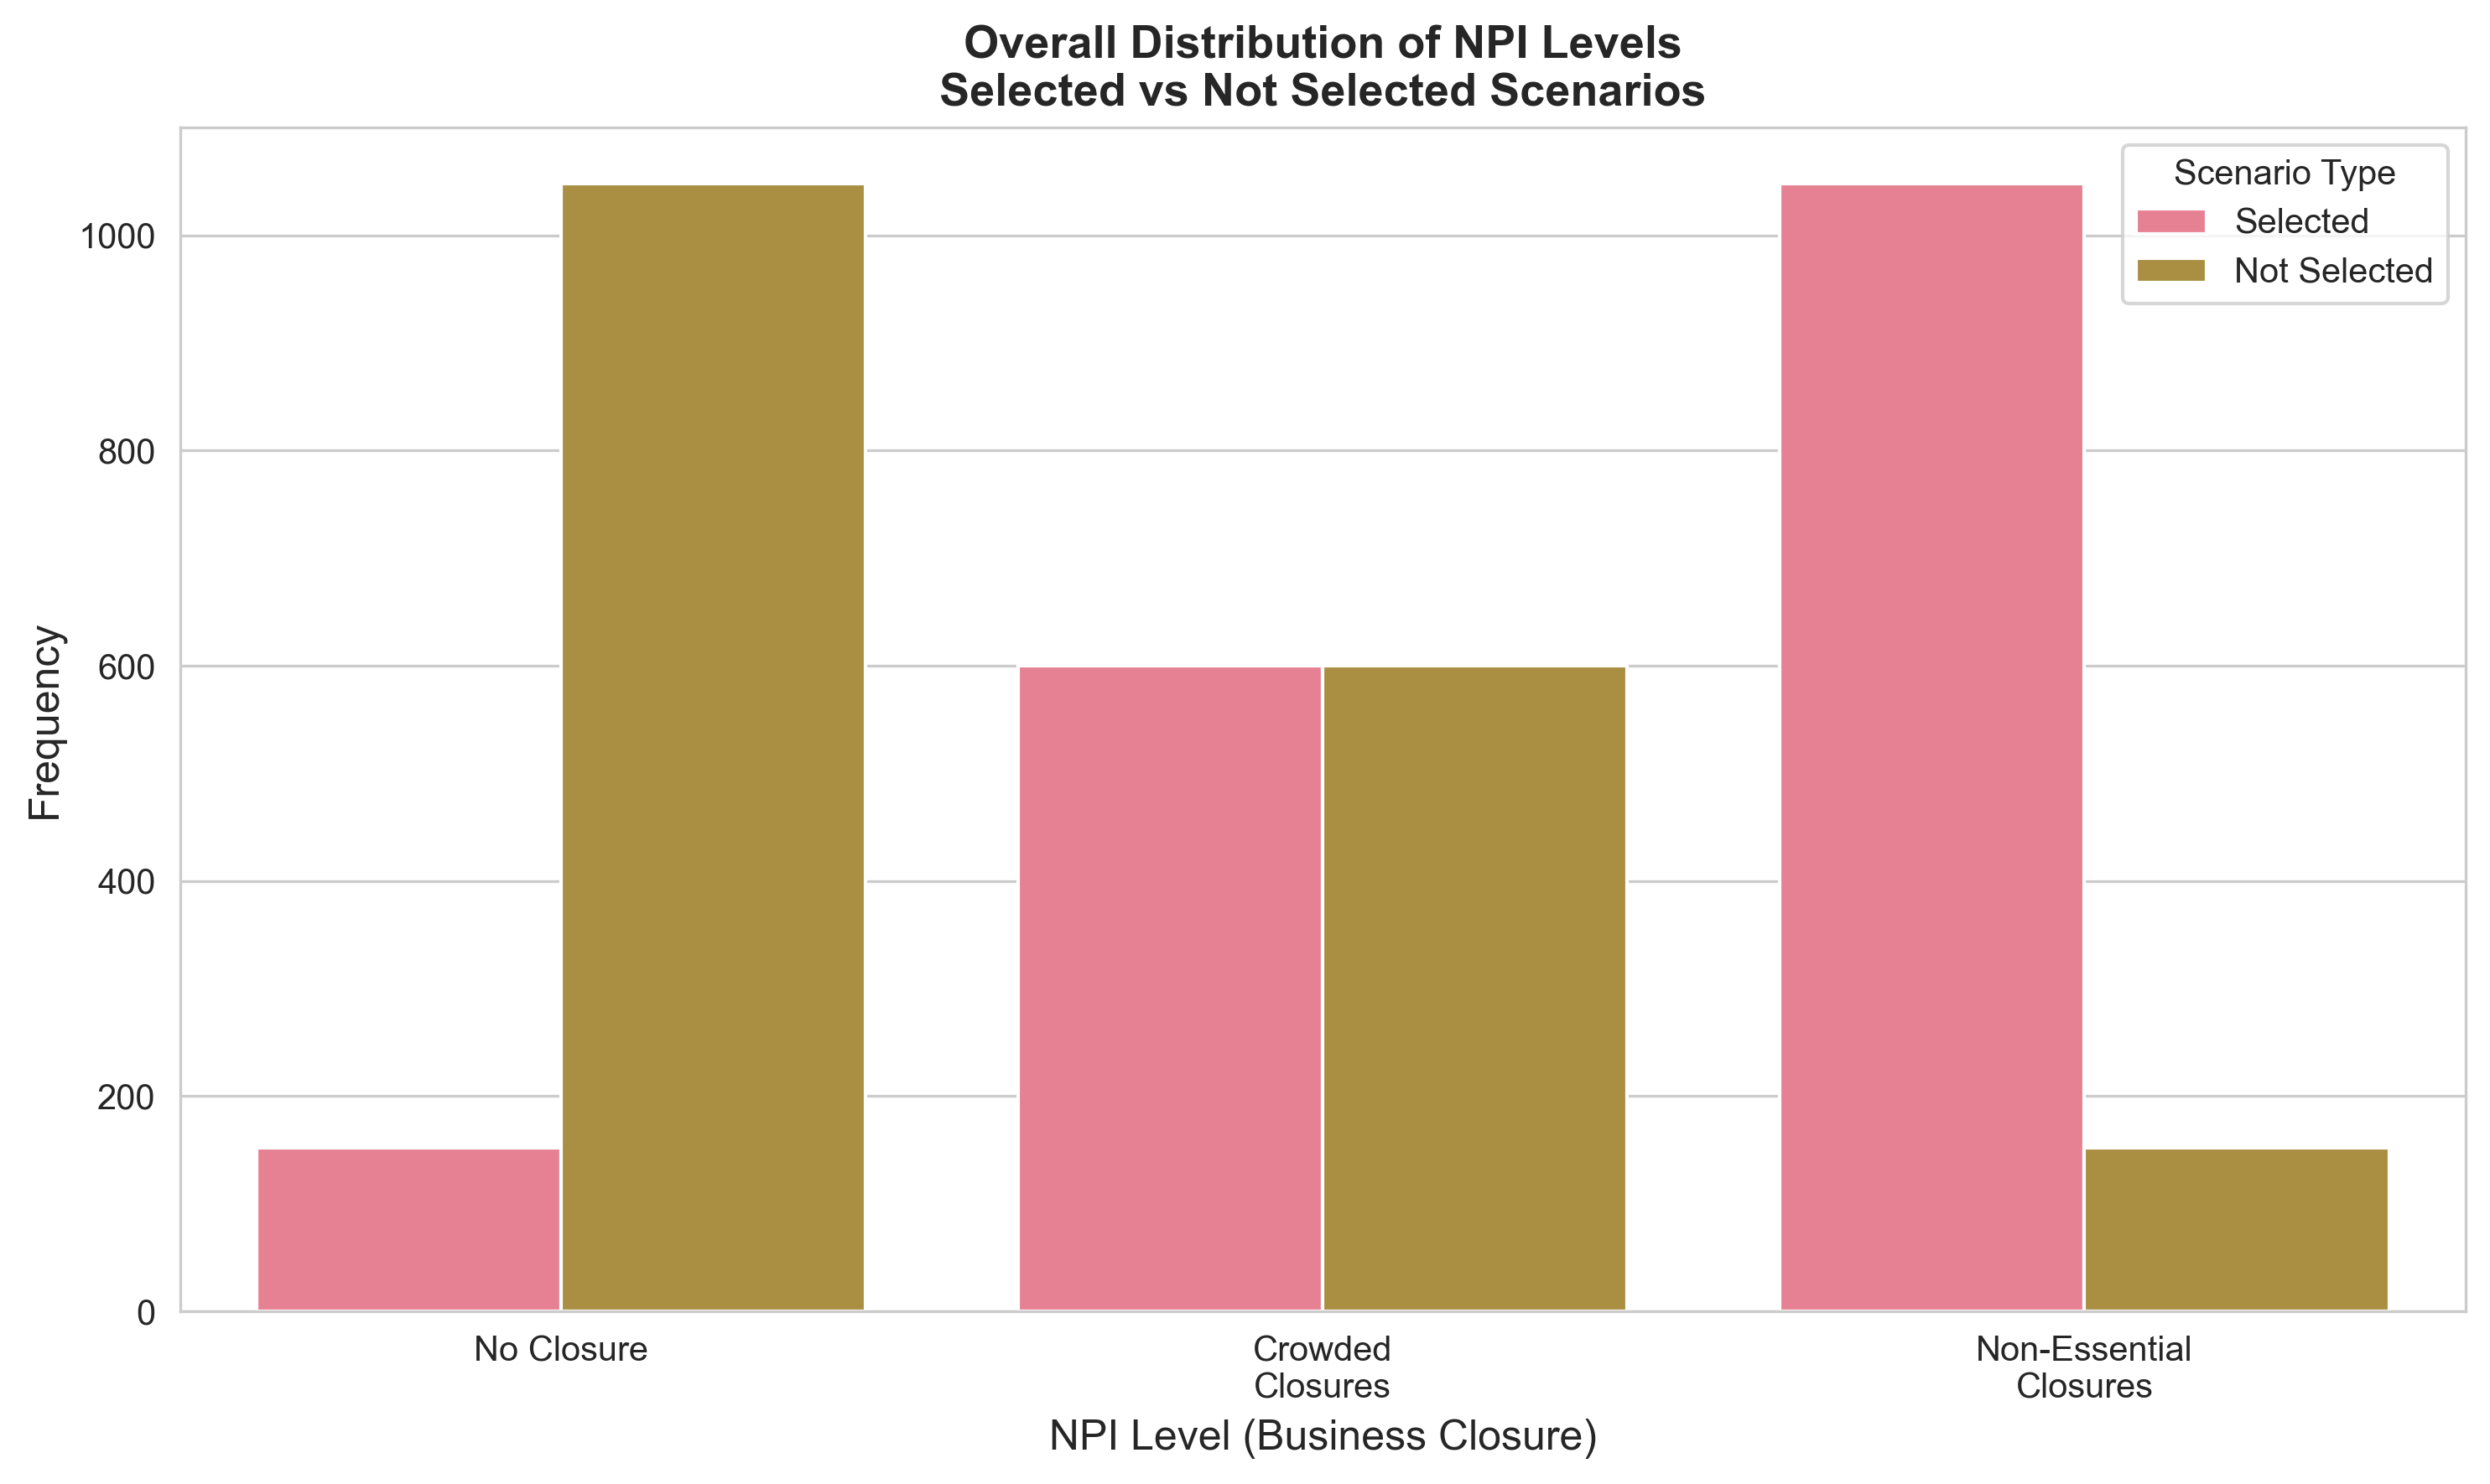 Overall Distribution of NPI Levels
Selected vs Not Selected Scenarios
Scenario Type
Selected
Not Selected
Frequency
1000
800
600
400
200
0
No Closure
Crowded
Closures
Non-Essential
Closures
NPI Level (Business Closure)